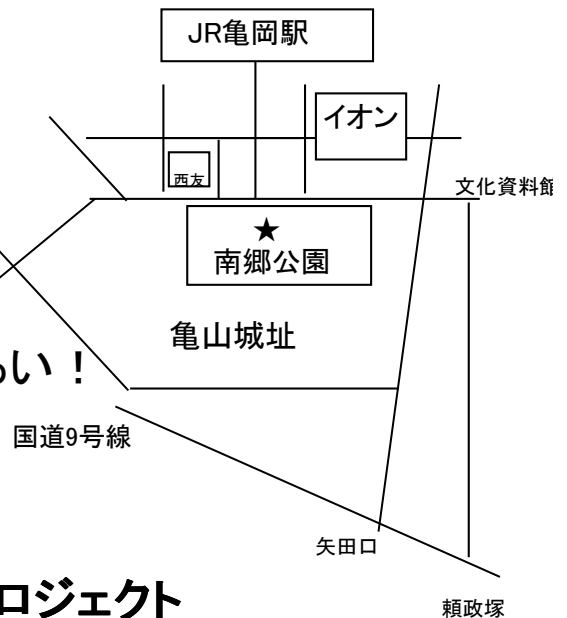 JR亀岡駅
イオン
西友
文化資料館
★
南郷公園
亀山城址
い！
国道9号線
矢田口
ロジェクト
頼政塚